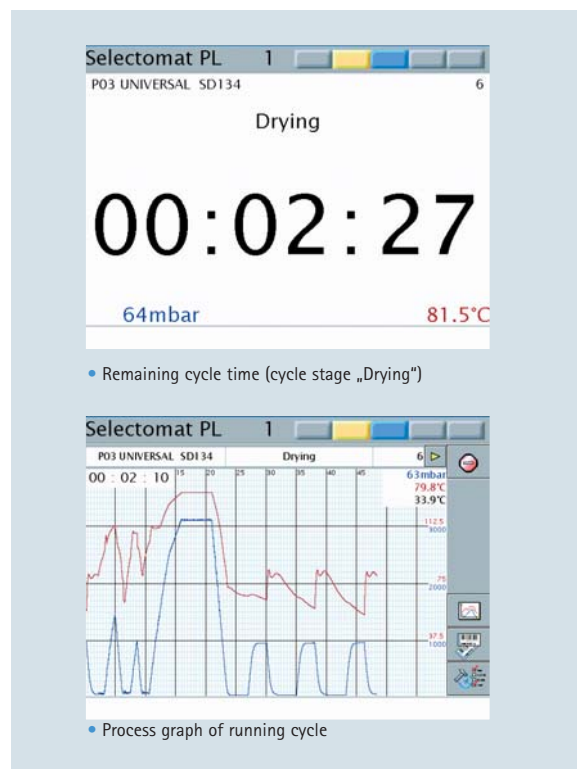 Selectomat PL 1
P03 UNIVERSAL SD134 6
Drying
00:02:27
64mbar 81.5°C
• Remaining cycle time (cycle stage „Drying“)
Selectomat PL 1
P03 UNIVERSAL SD134 Drying 6
00 : 02 : 10 15 20 25 30 35 40 45 63mbar
79.8°C
33.9°C
112.5
3000
75
2000
37.5
1000
• Process graph of running cycle